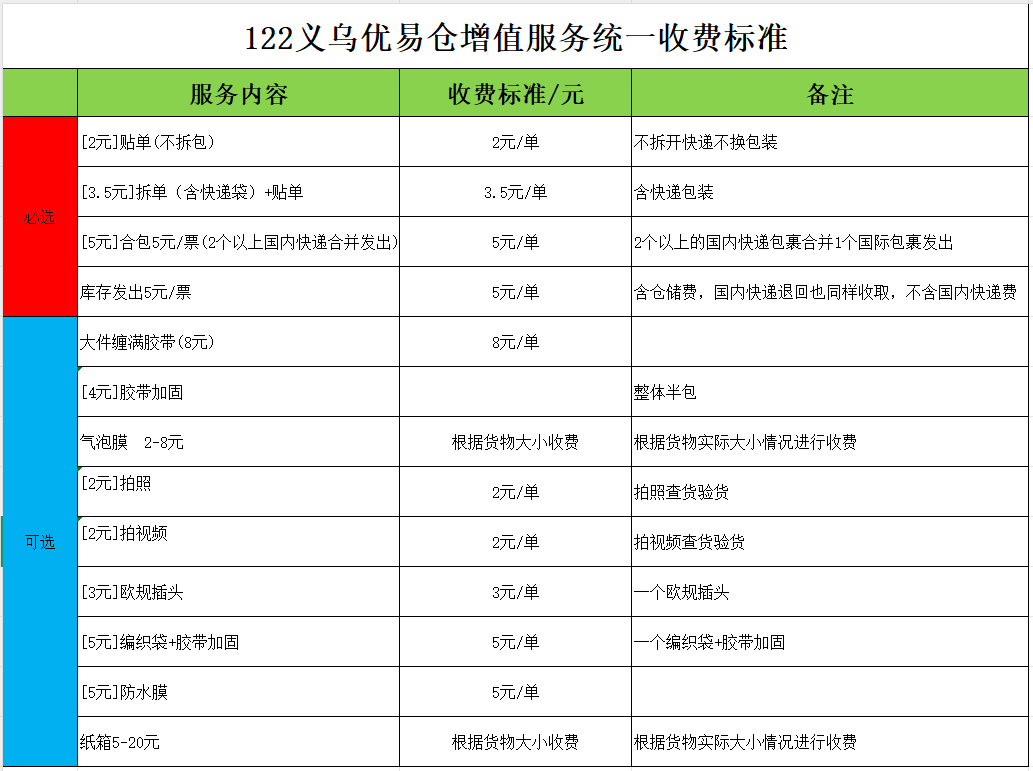 122义乌优易仓增值服务统一收费标准
服务内容 收费标准/元 备注
必选
[2元]贴单(不拆包) 2元/单 不拆开快递不换包装
[3.5元]拆单（含快递袋）+贴单 3.5元/单 含快递包装
[5元]合包5元/票(2个以上国内快递合并发出) 5元/单 2个以上的国内快递包裹合并1个国际包裹发出
库存发出5元/票 5元/单 含仓储费，国内快递退回也同样收取，不含国内快递费
可选
大件缠满胶带(8元) 8元/单
[4元]胶带加固 整体半包
气泡膜 2-8元 根据货物大小收费 根据货物实际大小情况进行收费
[2元]拍照 2元/单 拍照查货验货
[2元]拍视频 2元/单 拍视频查货验货
[3元]欧规插头 3元/单 一个欧规插头
[5元]编织袋+胶带加固 5元/单 一个编织袋+胶带加固
[5元]防水膜 5元/单
纸箱5-20元 根据货物大小收费 根据货物实际大小情况进行收费